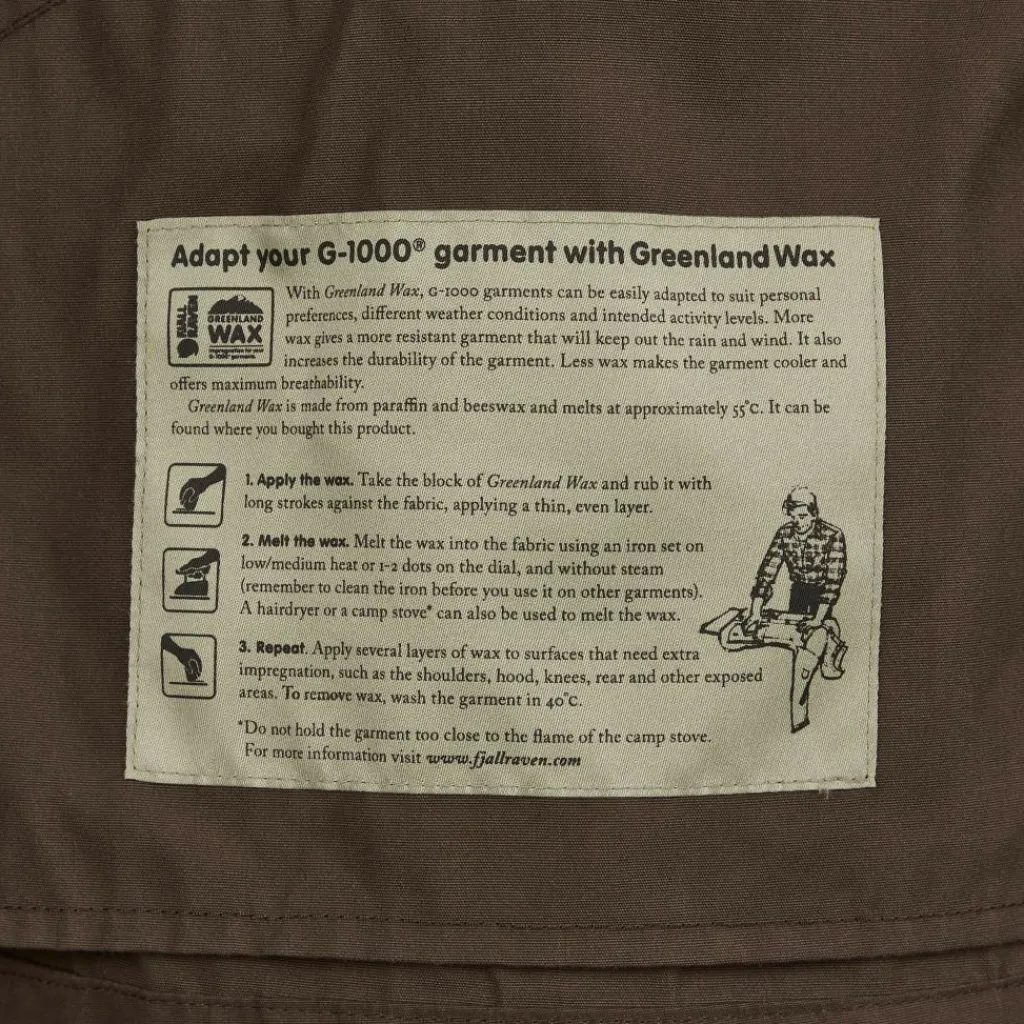 Adapt your G-1000® garment with Greenland Wax
FJALL
RAVEN
GREENLAND
WAX
Impregnation for your
G-1000® garments.
With Greenland Wax, G-1000 garments can be easily adapted to suit personal
preferences, different weather conditions and intended activity levels. More
wax gives a more resistant garment that will keep out the rain and wind. It also
increases the durability of the garment. Less wax makes the garment cooler and
offers maximum breathability.
Greenland Wax is made from paraffin and beeswax and melts at approximately 55°C. It can be
found where you bought this product.
1. Apply the wax. Take the block of Greenland Wax and rub it with
long strokes against the fabric, applying a thin, even layer.
2. Melt the wax. Melt the wax into the fabric using an iron set on
low/medium heat or 1-2 dots on the dial, and without steam
(remember to clean the iron before you use it on other garments).
A hairdryer or a camp stove* can also be used to melt the wax.
3. Repeat. Apply several layers of wax to surfaces that need extra
impregnation, such as the shoulders, hood, knees, rear and other exposed
areas. To remove wax, wash the garment in 40°C.
*Do not hold the garment too close to the flame of the camp stove.
For more information visit www.fjallraven.com